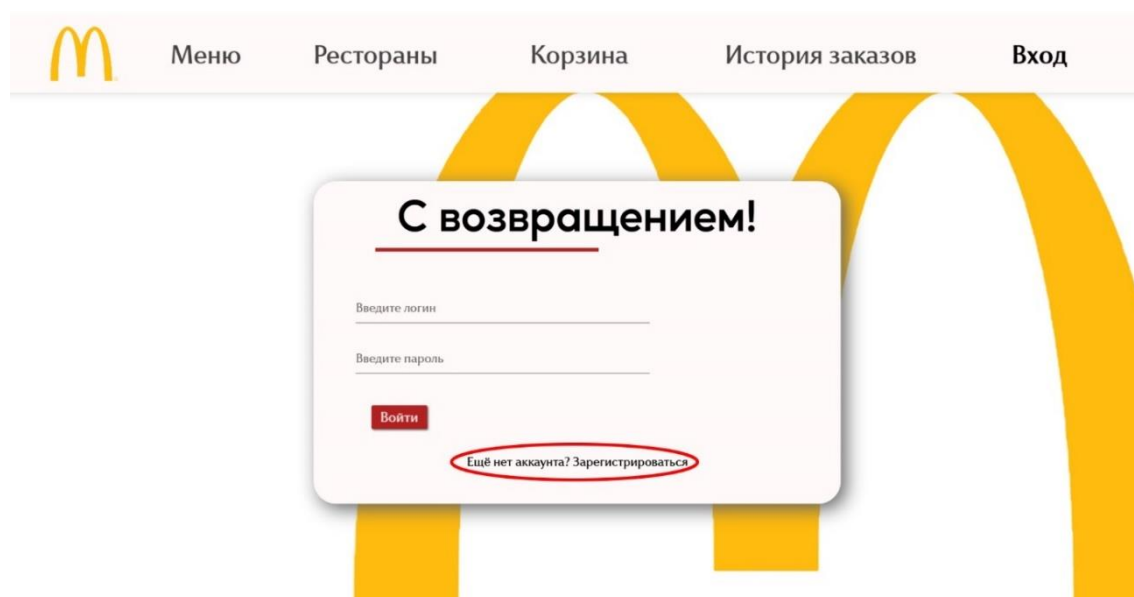 Меню Рестораны Корзина История заказов Вход
С возвращением!
Введите логин
Введите пароль
Войти
Ещё нет аккаунта? Зарегистрироваться